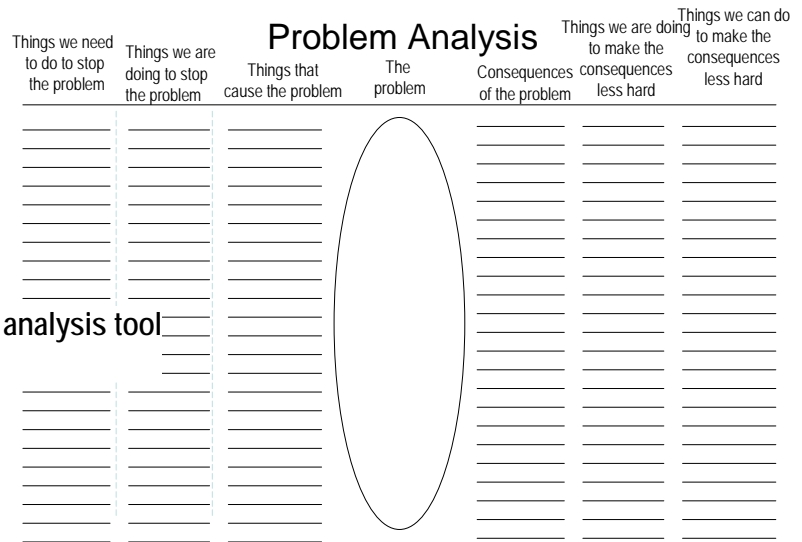 Problem Analysis
Things we need
to do to stop
the problem
Things we are
doing to stop
the problem
Things that
cause the problem
The
problem
Consequences
of the problem
Things we are doing
to make the
consequences
less hard
Things we can do
to make the
consequences
less hard
analysis tool